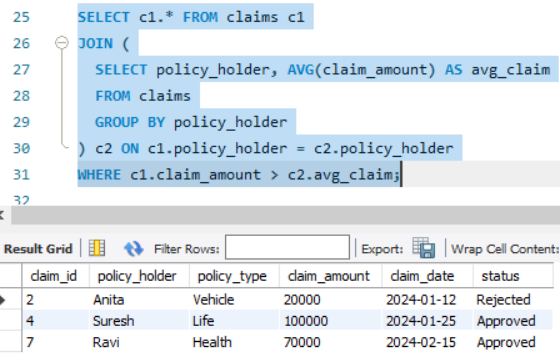 25 SELECT c1.* FROM claims c1
26 JOIN (
27 SELECT policy_holder, AVG(claim_amount) AS avg_claim
28 FROM claims
29 GROUP BY policy_holder
30 ) c2 ON c1.policy_holder = c2.policy_holder
31 WHERE c1.claim_amount > c2.avg_claim;
32
Result Grid Filter Rows: Export: Wrap Cell Content:
claim_id policy_holder policy_type claim_amount claim_date status
2 Anita Vehicle 20000 2024-01-12 Rejected
4 Suresh Life 100000 2024-01-25 Approved
7 Ravi Health 70000 2024-02-15 Approved